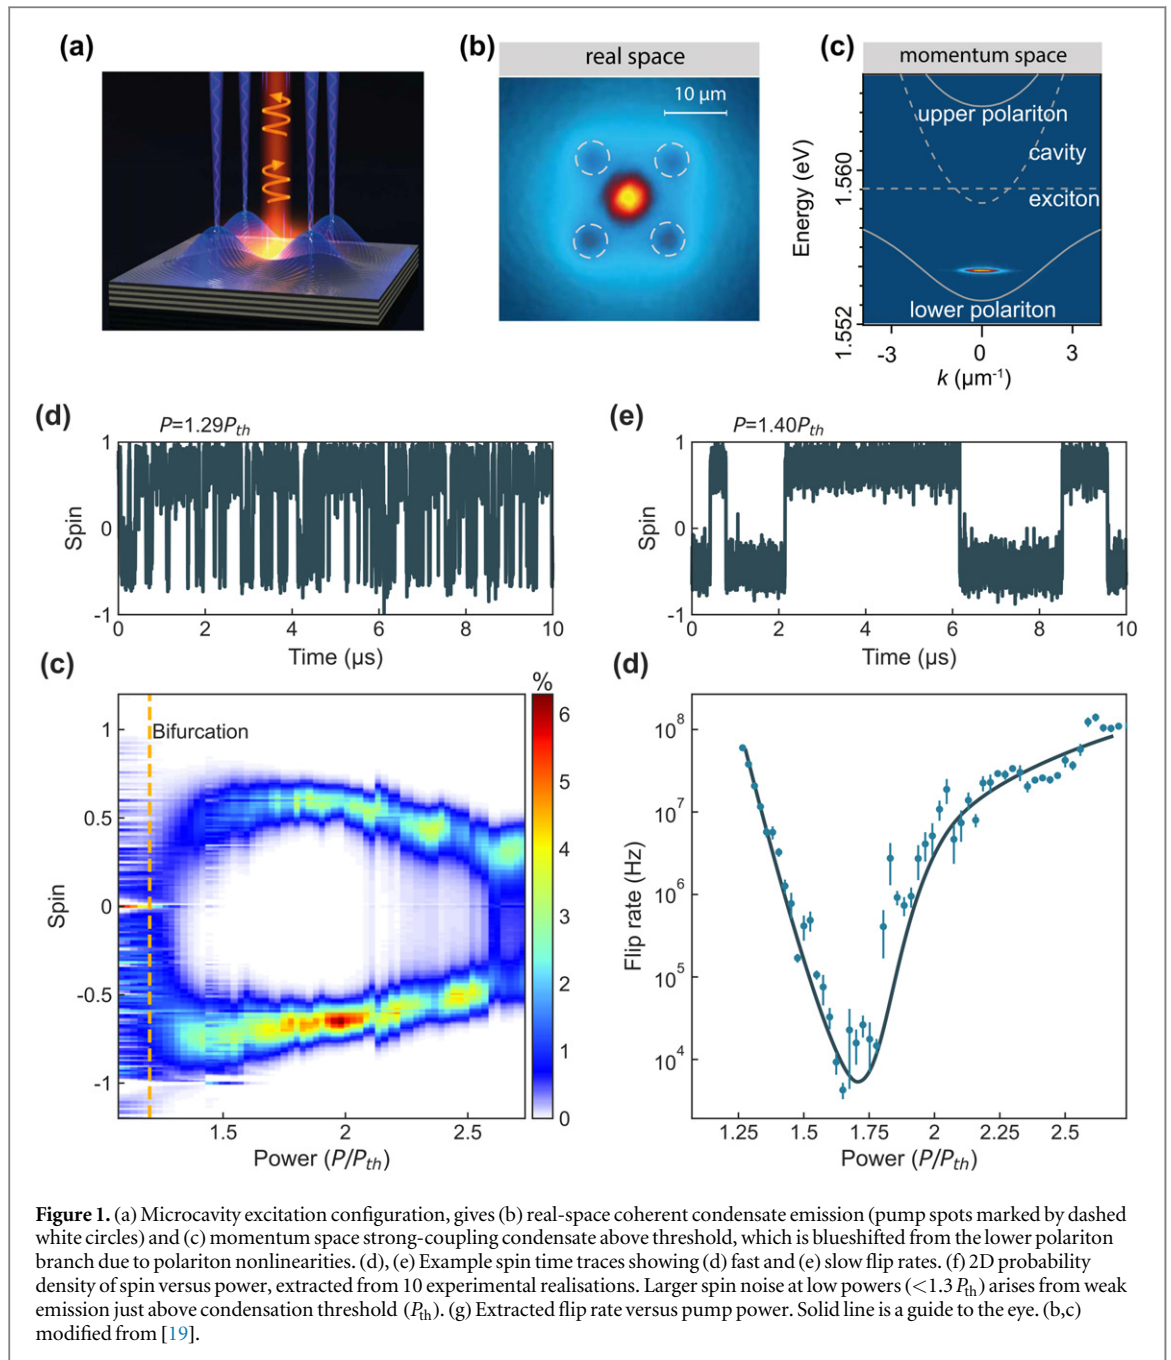 (a)
(b)
real space
10 μm
(c)
momentum space
upper polariton
cavity
exciton
lower polariton
Energy (eV)
1.560
1.552
-3 0 3
k (μm⁻¹)
(d)
P=1.29Pth
Spin
1
0
-1
0 2 4 6 8 10
Time (μs)
(e)
P=1.40Pth
Spin
1
0
-1
0 2 4 6 8 10
Time (μs)
(c)
Bifurcation
Spin
1
0.5
0
-0.5
-1
1.5 2 2.5
Power (P/Pth)
%
6
5
4
3
2
1
0
(d)
Flip rate (Hz)
10⁸
10⁷
10⁶
10⁵
10⁴
1.25 1.5 1.75 2 2.25 2.5
Power (P/Pth)
Figure 1. (a) Microcavity excitation configuration, gives (b) real-space coherent condensate emission (pump spots marked by dashed
white circles) and (c) momentum space strong-coupling condensate above threshold, which is blueshifted from the lower polariton
branch due to polariton nonlinearities. (d), (e) Example spin time traces showing (d) fast and (e) slow flip rates. (f) 2D probability
density of spin versus power, extracted from 10 experimental realisations. Larger spin noise at low powers (<1.3 Pth) arises from weak
emission just above condensation threshold (Pth). (g) Extracted flip rate versus pump power. Solid line is a guide to the eye. (b,c)
modified from [19].